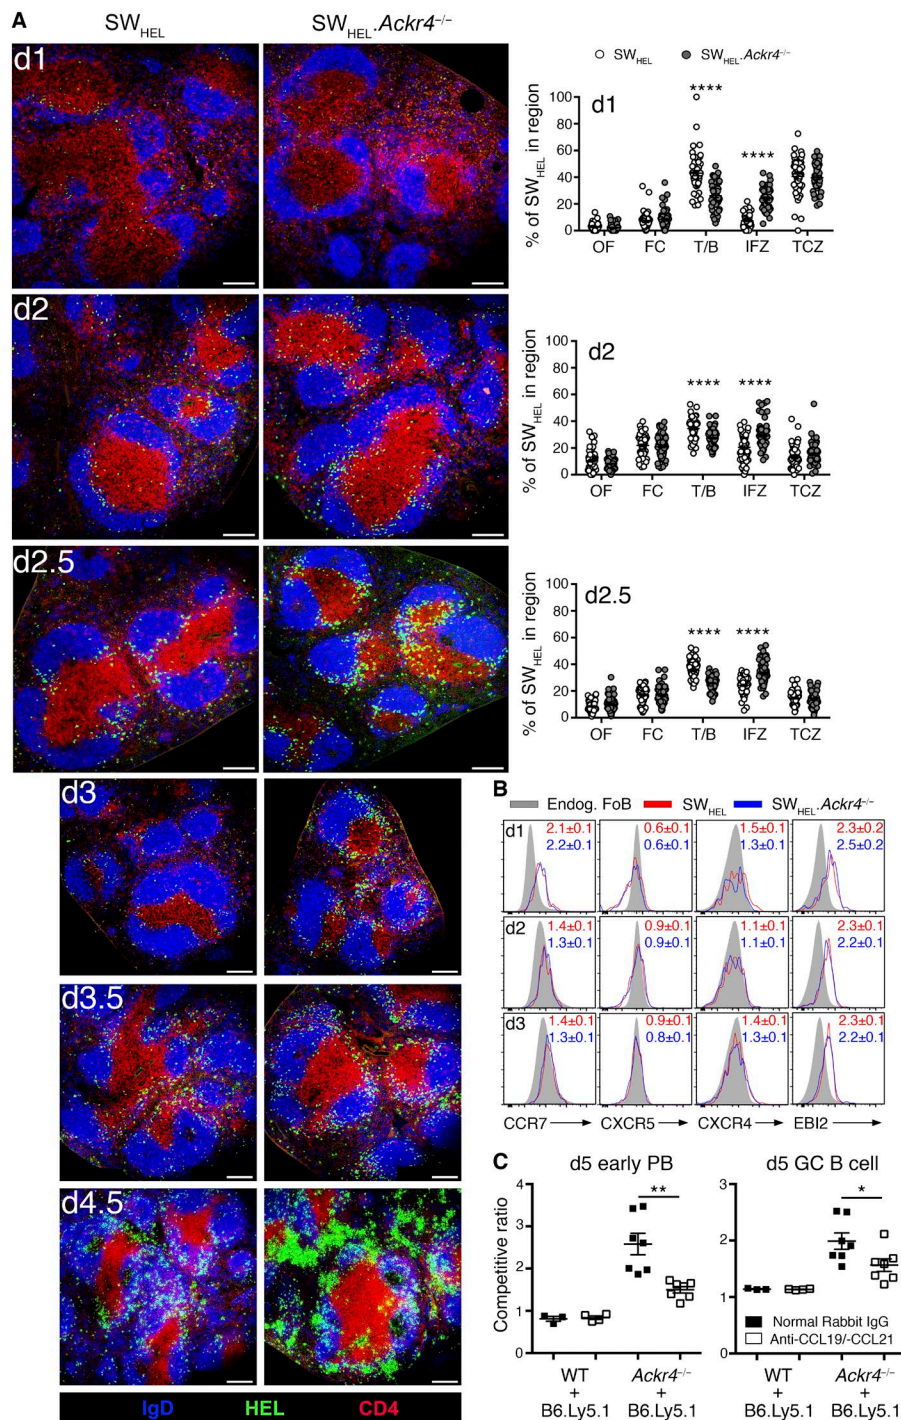 A
SW_HEL
SW_HEL.Ackr4⁻/⁻
d1
d2
d2.5
d3
d3.5
d4.5
IgD HEL CD4
SW_HEL SW_HEL.Ackr4⁻/⁻
d1
% of SW_HEL in region
100
80
60
40
20
0
**** ****
OF FC T/B IFZ TCZ
d2
% of SW_HEL in region
100
80
60
40
20
0
**** ****
OF FC T/B IFZ TCZ
d2.5
% of SW_HEL in region
100
80
60
40
20
0
**** ****
OF FC T/B IFZ TCZ
B
Endog. FoB SW_HEL SW_HEL.Ackr4⁻/⁻
d1
2.1±0.1 0.6±0.1 1.5±0.1 2.3±0.2
2.2±0.1 0.6±0.1 1.3±0.1 2.5±0.2
d2
1.4±0.1 0.9±0.1 1.1±0.1 2.3±0.1
1.3±0.1 0.9±0.1 1.1±0.1 2.2±0.1
d3
1.4±0.1 0.9±0.1 1.4±0.1 2.3±0.1
1.3±0.1 0.8±0.1 1.3±0.1 2.2±0.1
CCR7 CXCR5 CXCR4 EBI2
C
d5 early PB
Competitive ratio
4
3
2
1
0
**
WT Ackr4⁻/⁻
+ +
B6.Ly5.1 B6.Ly5.1
d5 GC B cell
3
2
1
0
*
Normal Rabbit IgG
Anti-CCL19/-CCL21
WT Ackr4⁻/⁻
+ +
B6.Ly5.1 B6.Ly5.1